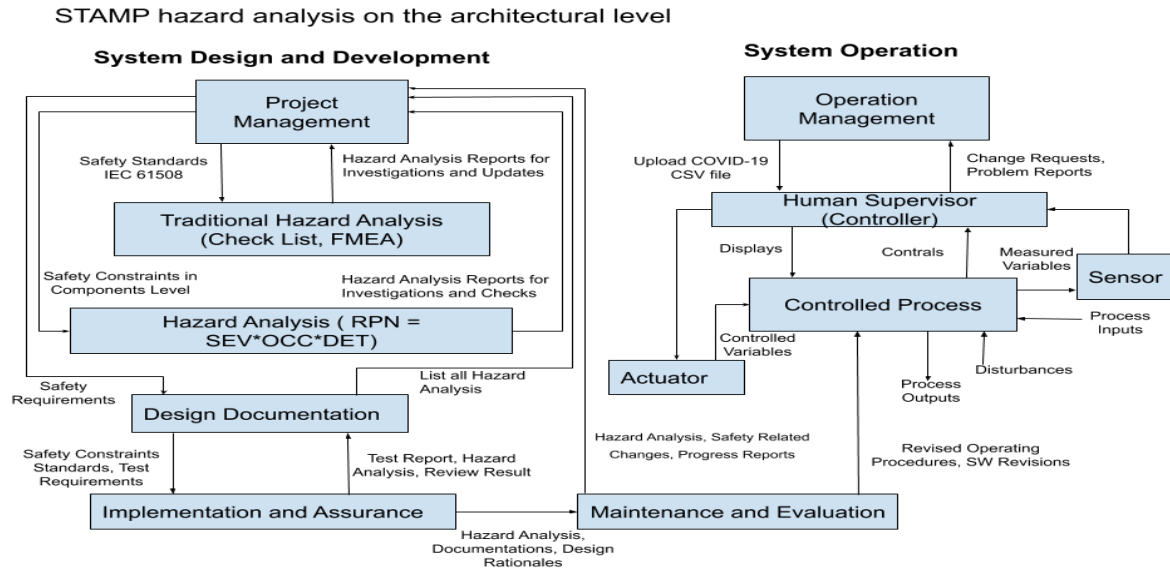 STAMP hazard analysis on the architectural level
System Design and Development
System Operation
Project
Management
Operation
Management
Safety Standards
IEC 61508
Hazard Analysis Reports for
Investigations and Updates
Upload COVID-19
CSV file
Change Requests,
Problem Reports
Traditional Hazard Analysis
(Check List, FMEA)
Human Supervisor
(Controller)
Displays
Contrals
Measured
Variables
Sensor
Safety Constraints in
Components Level
Hazard Analysis Reports for
Investigations and Checks
Controlled Process
Hazard Analysis ( RPN =
SEV*OCC*DET)
Process
Inputs
Controlled
Variables
Actuator
Disturbances
Process
Outputs
Safety
Requirements
List all Hazard
Analysis
Design Documentation
Safety Constraints
Standards, Test
Requirements
Test Report, Hazard
Analysis, Review Result
Hazard Analysis, Safety Related
Changes, Progress Reports
Revised Operating
Procedures, SW Revisions
Implementation and Assurance
Maintenance and Evaluation
Hazard Analysis,
Documentations, Design
Rationales